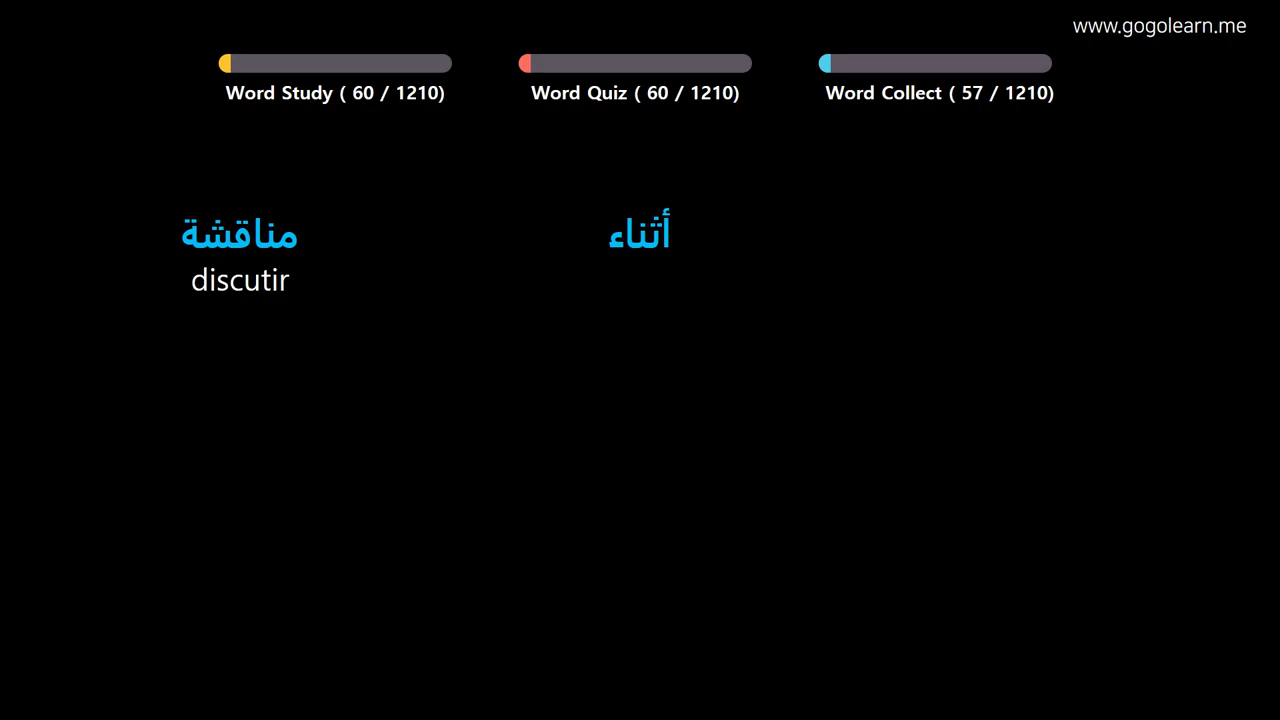 www.gogolearn.me
Word Study ( 60 / 1210)
Word Quiz ( 60 / 1210)
Word Collect ( 57 / 1210)
مناقشة
discutir
أثناء